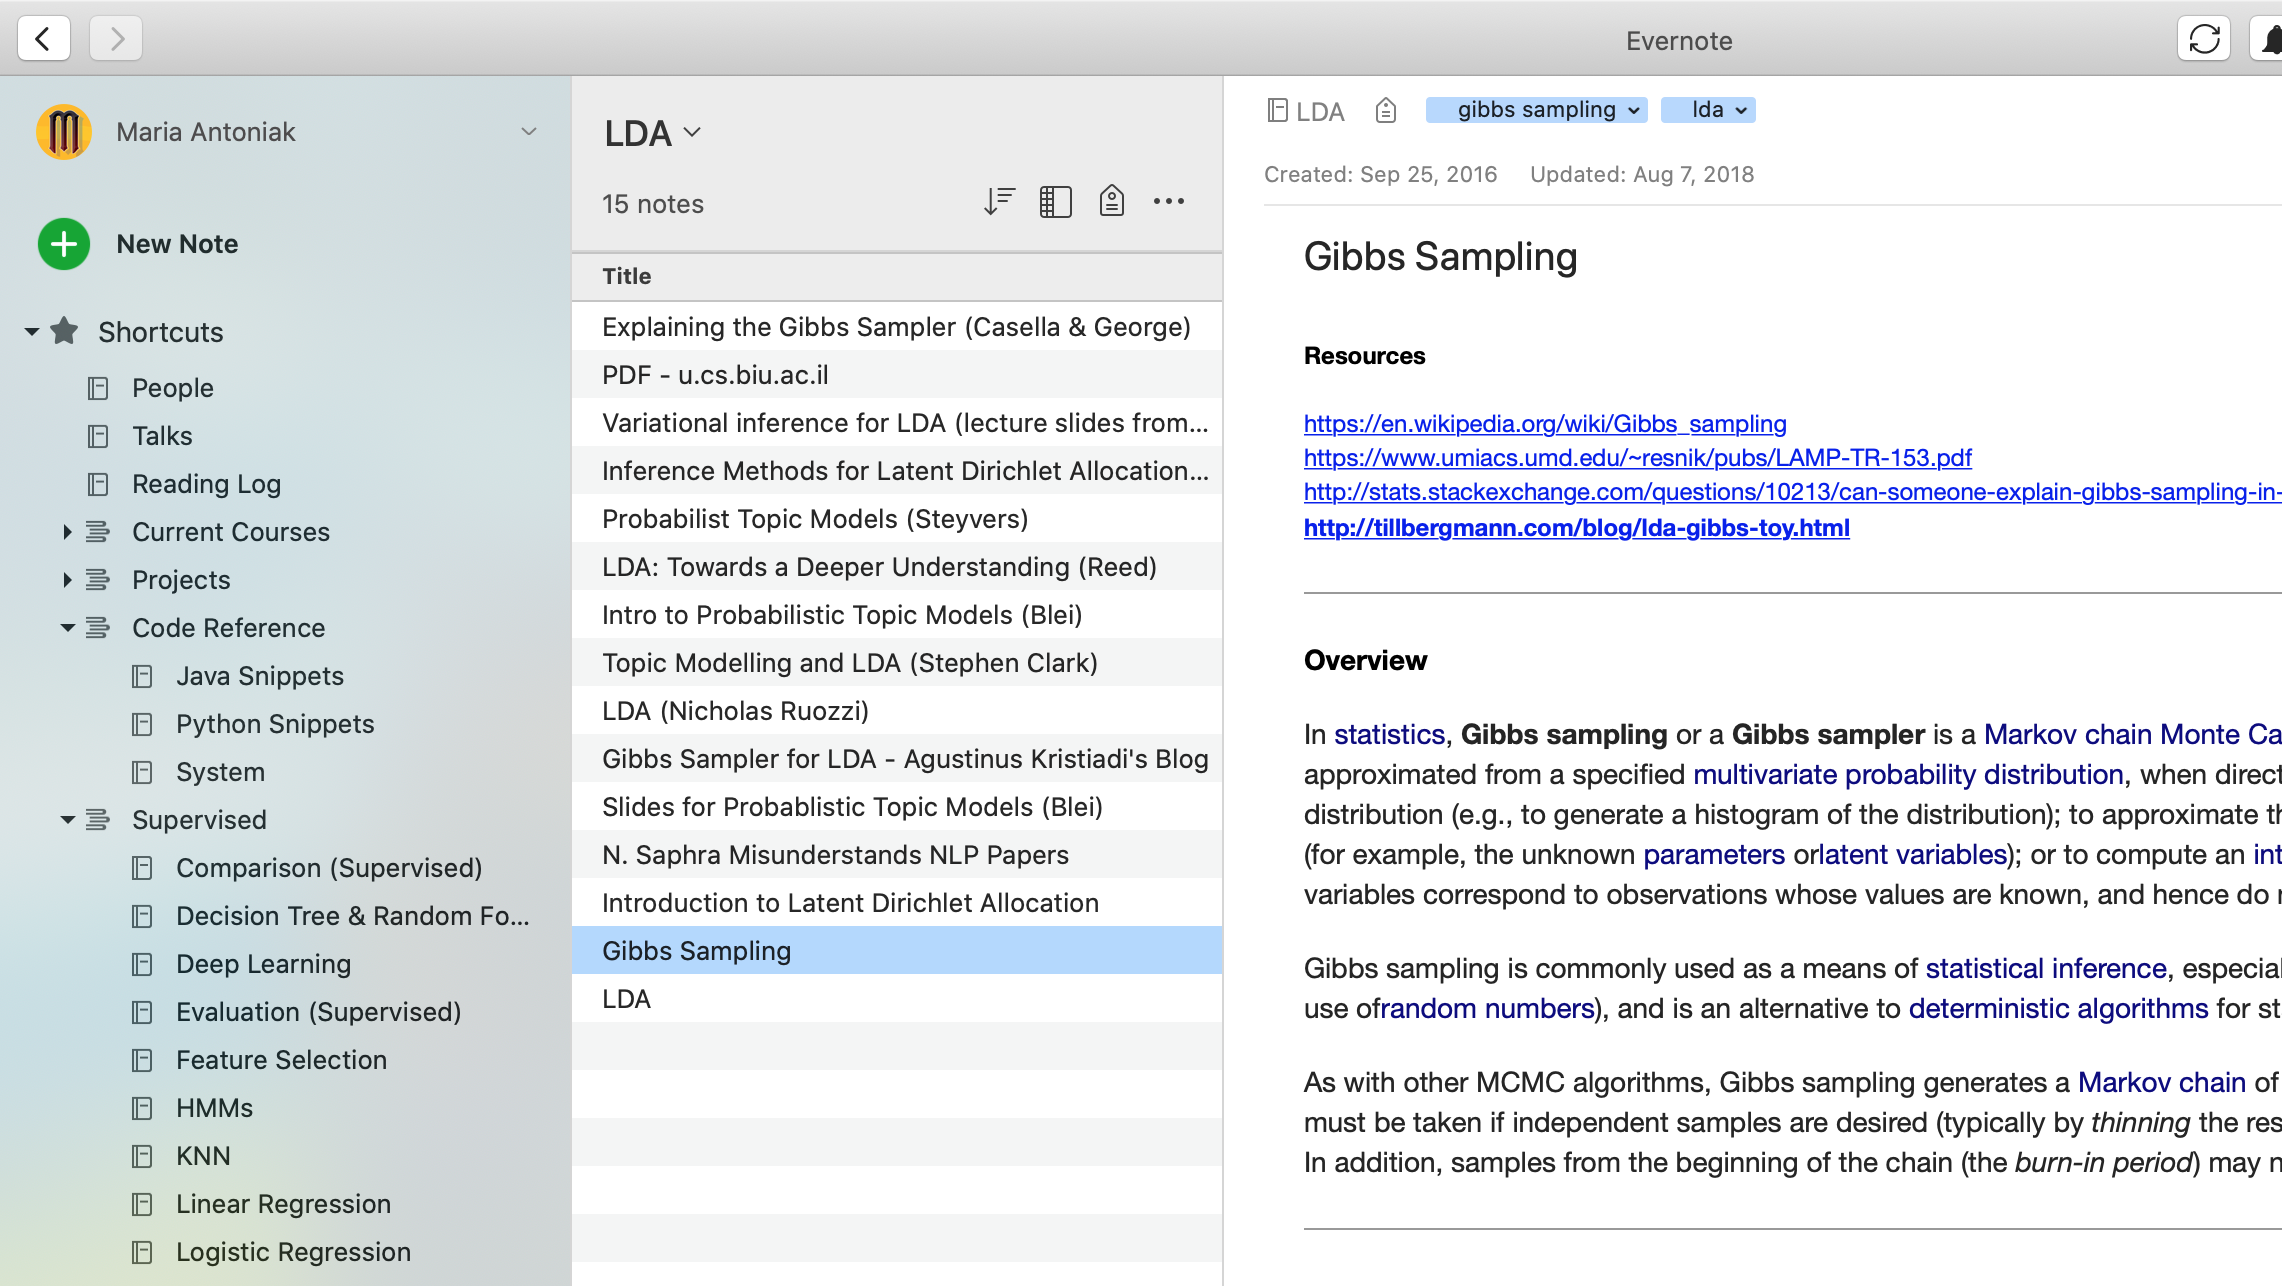 Evernote
Maria Antoniak
New Note
Shortcuts
People
Talks
Reading Log
Current Courses
Projects
Code Reference
Java Snippets
Python Snippets
System
Supervised
Comparison (Supervised)
Decision Tree & Random Fo...
Deep Learning
Evaluation (Supervised)
Feature Selection
HMMs
KNN
Linear Regression
Logistic Regression
LDA
15 notes
Title
Explaining the Gibbs Sampler (Casella & George)
PDF - u.cs.biu.ac.il
Variational inference for LDA (lecture slides from...
Inference Methods for Latent Dirichlet Allocation...
Probabilist Topic Models (Steyvers)
LDA: Towards a Deeper Understanding (Reed)
Intro to Probabilistic Topic Models (Blei)
Topic Modelling and LDA (Stephen Clark)
LDA (Nicholas Ruozzi)
Gibbs Sampler for LDA - Agustinus Kristiadi's Blog
Slides for Probablistic Topic Models (Blei)
N. Saphra Misunderstands NLP Papers
Introduction to Latent Dirichlet Allocation
Gibbs Sampling
LDA
LDA gibbs sampling lda
Created: Sep 25, 2016 Updated: Aug 7, 2018
Gibbs Sampling
Resources
https://en.wikipedia.org/wiki/Gibbs_sampling
https://www.umiacs.umd.edu/~resnik/pubs/LAMP-TR-153.pdf
http://stats.stackexchange.com/questions/10213/can-someone-explain-gibbs-sampling-in-
http://tillbergmann.com/blog/lda-gibbs-toy.html
Overview
In statistics, Gibbs sampling or a Gibbs sampler is a Markov chain Monte Ca
approximated from a specified multivariate probability distribution, when direct
distribution (e.g., to generate a histogram of the distribution); to approximate th
(for example, the unknown parameters orlatent variables); or to compute an int
variables correspond to observations whose values are known, and hence do
Gibbs sampling is commonly used as a means of statistical inference, especial
use ofrandom numbers), and is an alternative to deterministic algorithms for st
As with other MCMC algorithms, Gibbs sampling generates a Markov chain of
must be taken if independent samples are desired (typically by thinning the res
In addition, samples from the beginning of the chain (the burn-in period) may